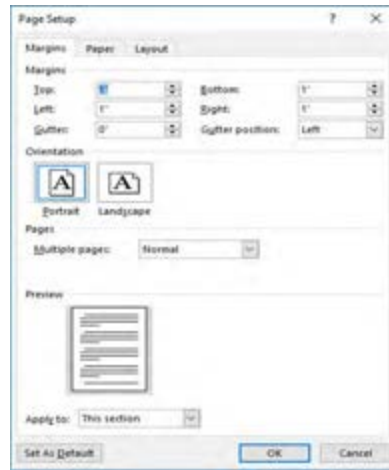 Page Setup ? ×
Margins Paper Layout
Margins
Top: 1" Bottom: 1"
Left: 1" Right: 1"
Gutter: 0" Gutter position: Left
Orientation
A A
Portrait Landscape
Pages
Multiple pages: Normal
Preview
Apply to: This section
Set As Default OK Cancel